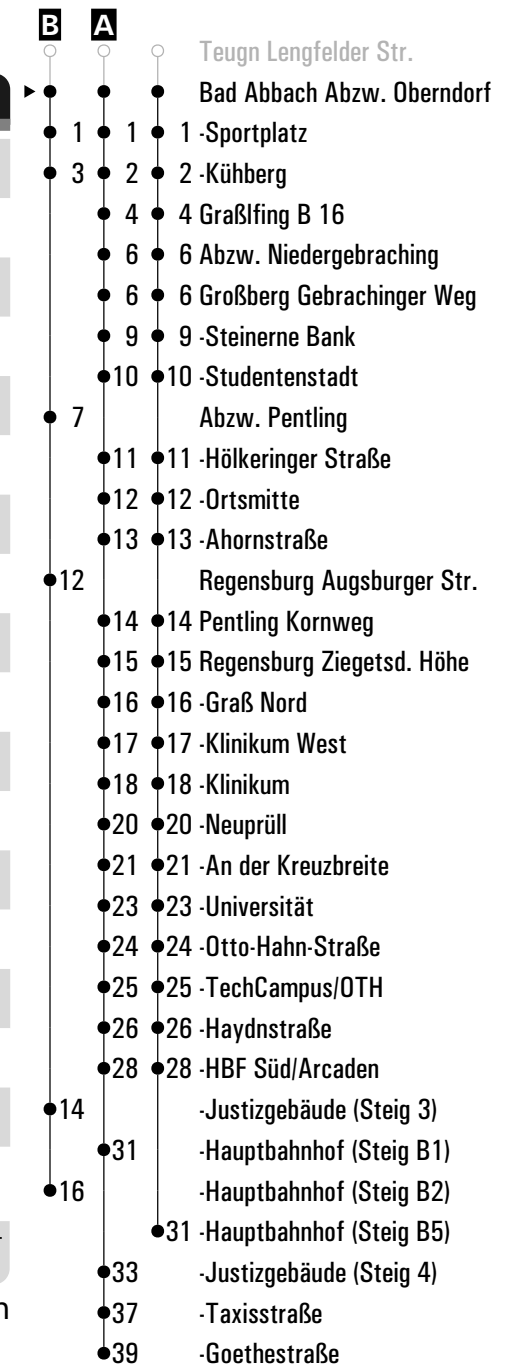 B A
Teugn Lengfelder Str.
Bad Abbach Abzw. Oberndorf
1 1 1 -Sportplatz
3 2 2 -Kühberg
4 4 Graßlfing B 16
6 6 Abzw. Niedergebraching
6 6 Großberg Gebrachinger Weg
9 9 -Steinerne Bank
10 10 -Studentenstadt
7 Abzw. Pentling
11 11 -Hölkeringer Straße
12 12 -Ortsmitte
13 13 -Ahornstraße
12 Regensburg Augsburger Str.
14 14 Pentling Kornweg
15 15 Regensburg Ziegetsd. Höhe
16 16 -Graß Nord
17 17 -Klinikum West
18 18 -Klinikum
20 20 -Neuprüll
21 21 -An der Kreuzbreite
23 23 -Universität
24 24 -Otto-Hahn-Straße
25 25 -TechCampus/OTH
26 26 -Haydnstraße
28 28 -HBF Süd/Arcaden
14 -Justizgebäude (Steig 3)
31 -Hauptbahnhof (Steig B1)
16 -Hauptbahnhof (Steig B2)
31 -Hauptbahnhof (Steig B5)
33 -Justizgebäude (Steig 4)
37 -Taxisstraße
39 -Goethestraße